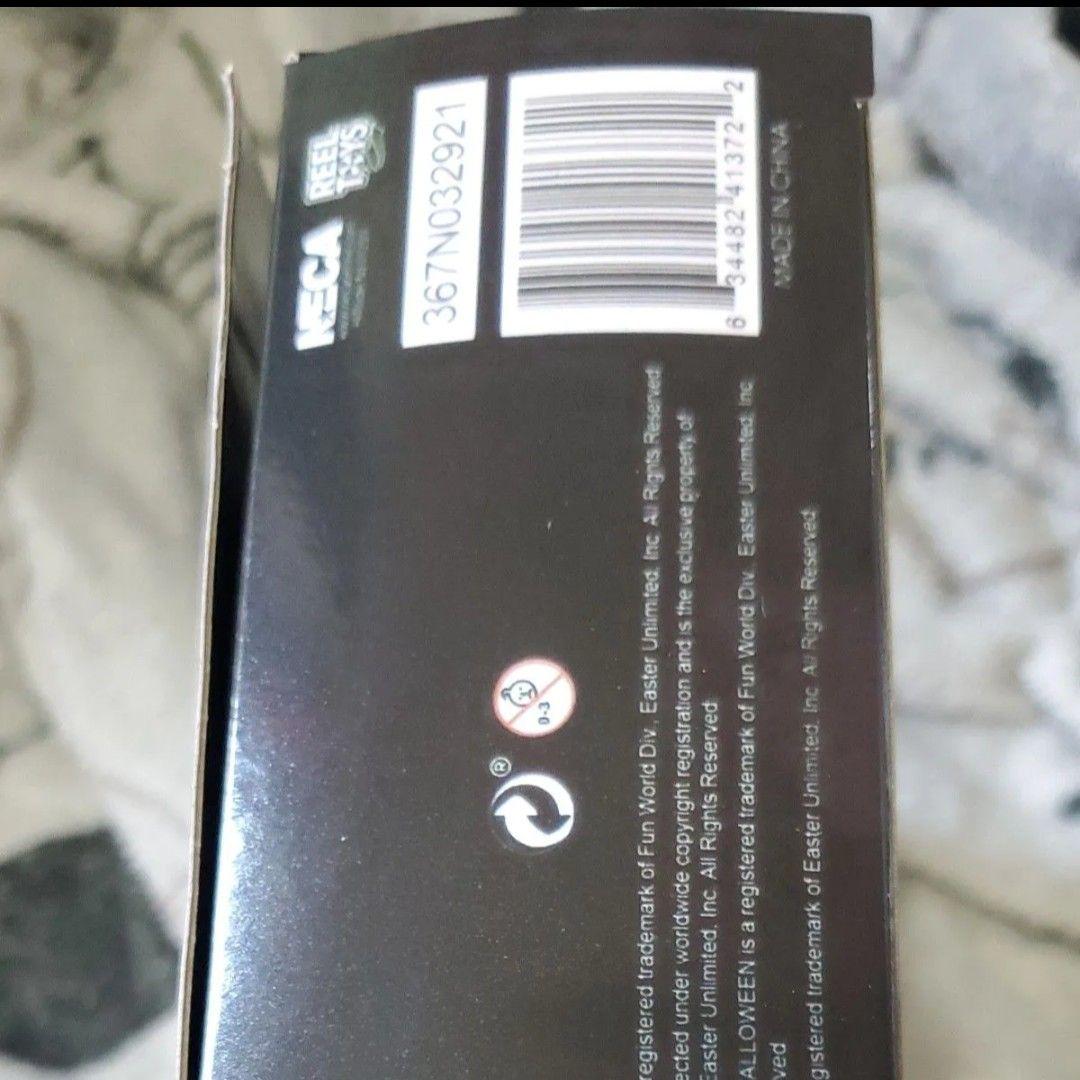 NECA
REEL
TOYS
367N032921
6 34482 41372 2
MADE IN CHINA
0-3
®
registered trademark of Fun World Div., Easter Unlimited, Inc. All Rights Reserved.
ected under worldwide copyright registration and is the exclusive property of
Easter Unlimited, Inc. All Rights Reserved.
ALLOWEEN is a registered trademark of Fun World Div., Easter Unlimited, Inc.
ved
gistered trademark of Easter Unlimited, Inc. All Rights Reserved.